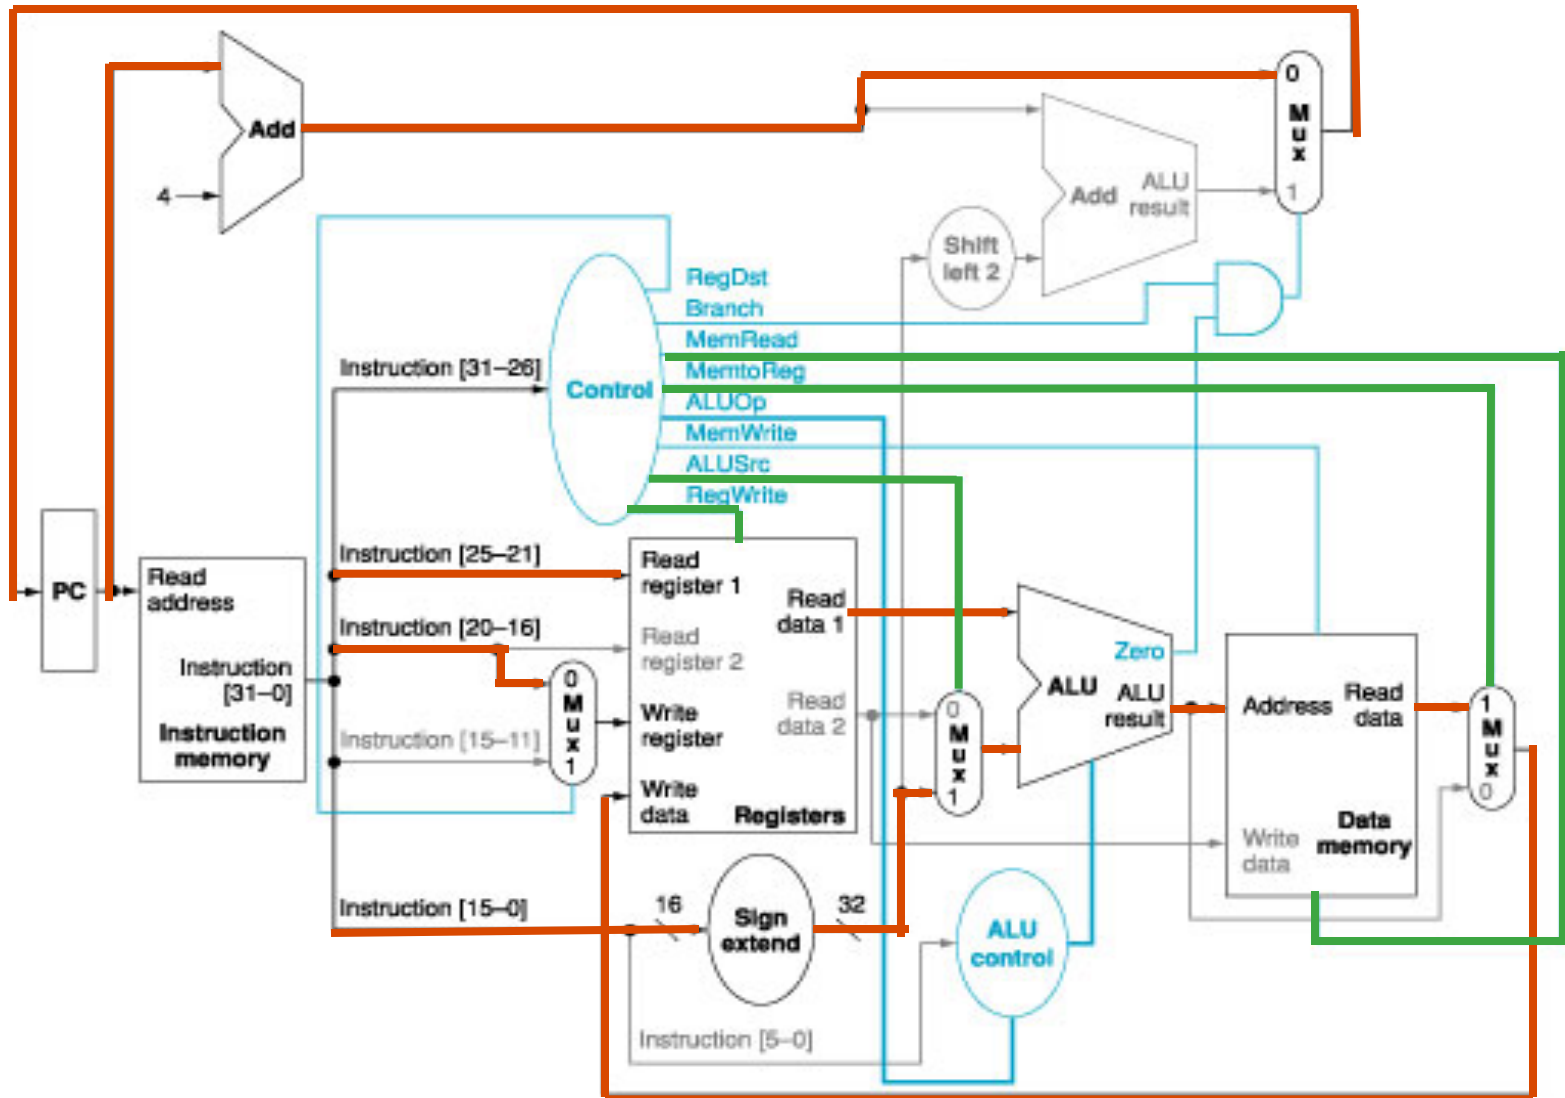 0
M
u
x
1
Add
4
Add
ALU
result
Shift
left 2
RegDst
Branch
MemRead
MemtoReg
ALUOp
MemWrite
ALUSrc
RegWrite
Control
Instruction [31–26]
Instruction [25–21]
Instruction [20–16]
Instruction [15–11]
Instruction [15–0]
PC
Read
address
Instruction
[31–0]
Instruction
memory
0
M
u
x
1
Read
register 1
Read
register 2
Write
register
Write
data
Read
data 1
Read
data 2
Registers
0
M
u
x
1
Zero
ALU
ALU
result
Address
Read
data
Write
data
Data
memory
1
M
u
x
0
16
Sign
extend
32
ALU
control
Instruction [5–0]